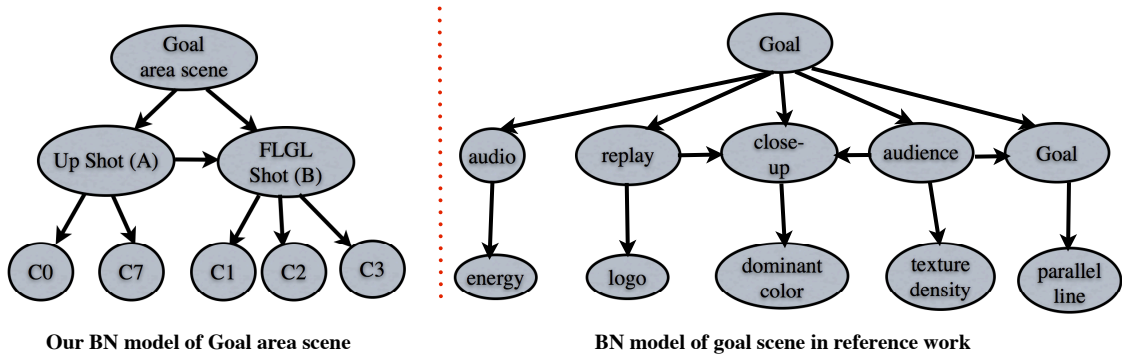 Goal
area scene
Up Shot (A)
FLGL
Shot (B)
C0
C7
C1
C2
C3
Our BN model of Goal area scene
Goal
audio
replay
close-
up
audience
Goal
energy
logo
dominant
color
texture
density
parallel
line
BN model of goal scene in reference work